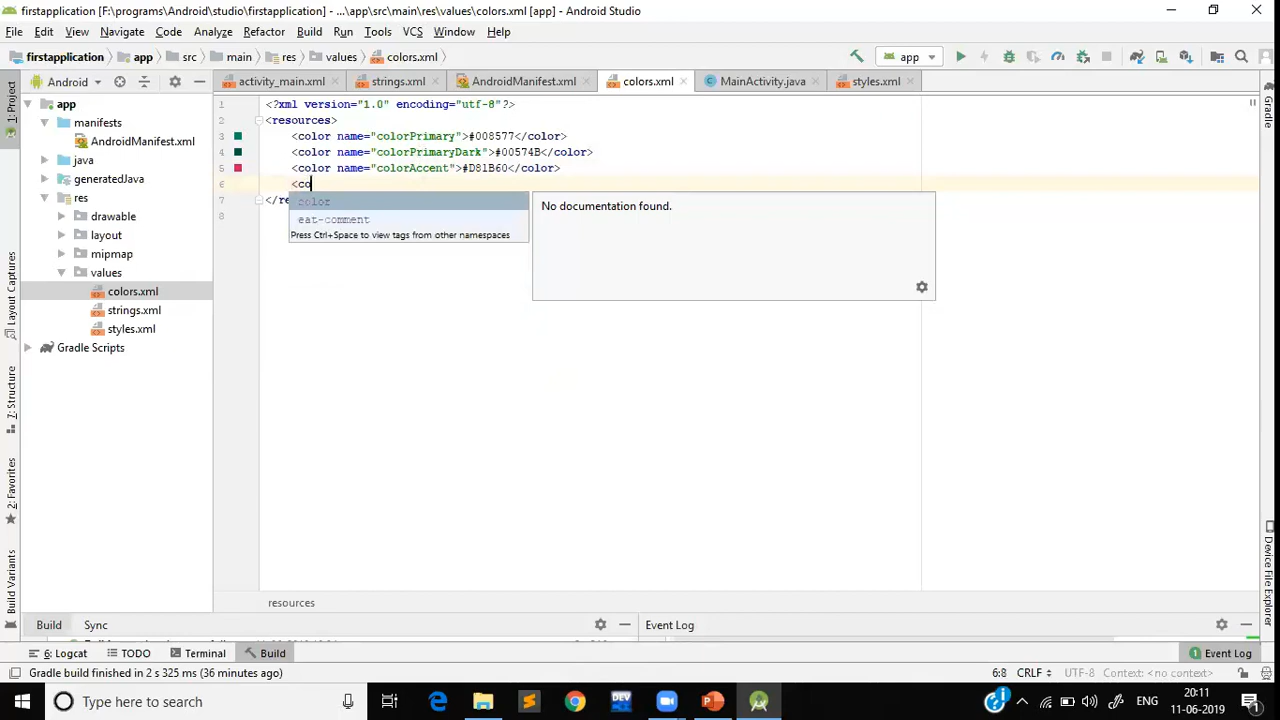 firstapplication [F:\programs\Android\studio\firstapplication] - ...\app\src\main\res\values\colors.xml [app] - Android Studio
File Edit View Navigate Code Analyze Refactor Build Run Tools VCS Window Help
firstapplication app src main res values colors.xml app
Android activity_main.xml strings.xml AndroidManifest.xml colors.xml MainActivity.java styles.xml
1: Project
Layout Captures
7: Structure
2: Favorites
Build Variants
app
manifests
AndroidManifest.xml
java
generatedJava
res
drawable
layout
mipmap
values
colors.xml
strings.xml
styles.xml
Gradle Scripts
1 <?xml version="1.0" encoding="utf-8"?>
2 <resources>
3 <color name="colorPrimary">#008577</color>
4 <color name="colorPrimaryDark">#00574B</color>
5 <color name="colorAccent">#D81B60</color>
6 <co
7 </re
8
color
eat-comment
Press Ctrl+Space to view tags from other namespaces
No documentation found.
Gradle
Device File Explorer
resources
Build Sync Event Log
6: Logcat TODO Terminal Build Event Log
Gradle build finished in 2 s 325 ms (36 minutes ago) 6:8 CRLF UTF-8 Context: <no context>
Type here to search ENG 20:11
11-06-2019